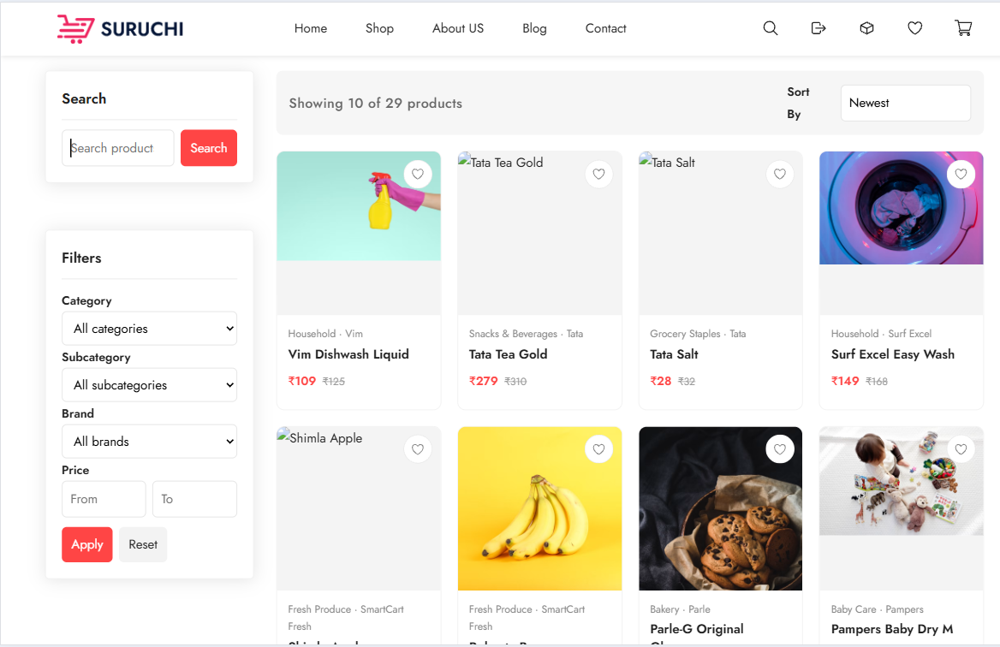 SURUCHI
Home
Shop
About US
Blog
Contact
Search
Search product
Search
Filters
Category
All categories
Subcategory
All subcategories
Brand
All brands
Price
From
To
Apply
Reset
Showing 10 of 29 products
Sort
By
Newest
Household · Vim
Vim Dishwash Liquid
₹109 ₹125
Tata Tea Gold
Snacks & Beverages · Tata
Tata Tea Gold
₹279 ₹310
Tata Salt
Grocery Staples · Tata
Tata Salt
₹28 ₹32
Household · Surf Excel
Surf Excel Easy Wash
₹149 ₹168
Shimla Apple
Fresh Produce · SmartCart
Fresh
Fresh Produce · SmartCart
Fresh
Bakery · Parle
Parle-G Original
Baby Care · Pampers
Pampers Baby Dry M